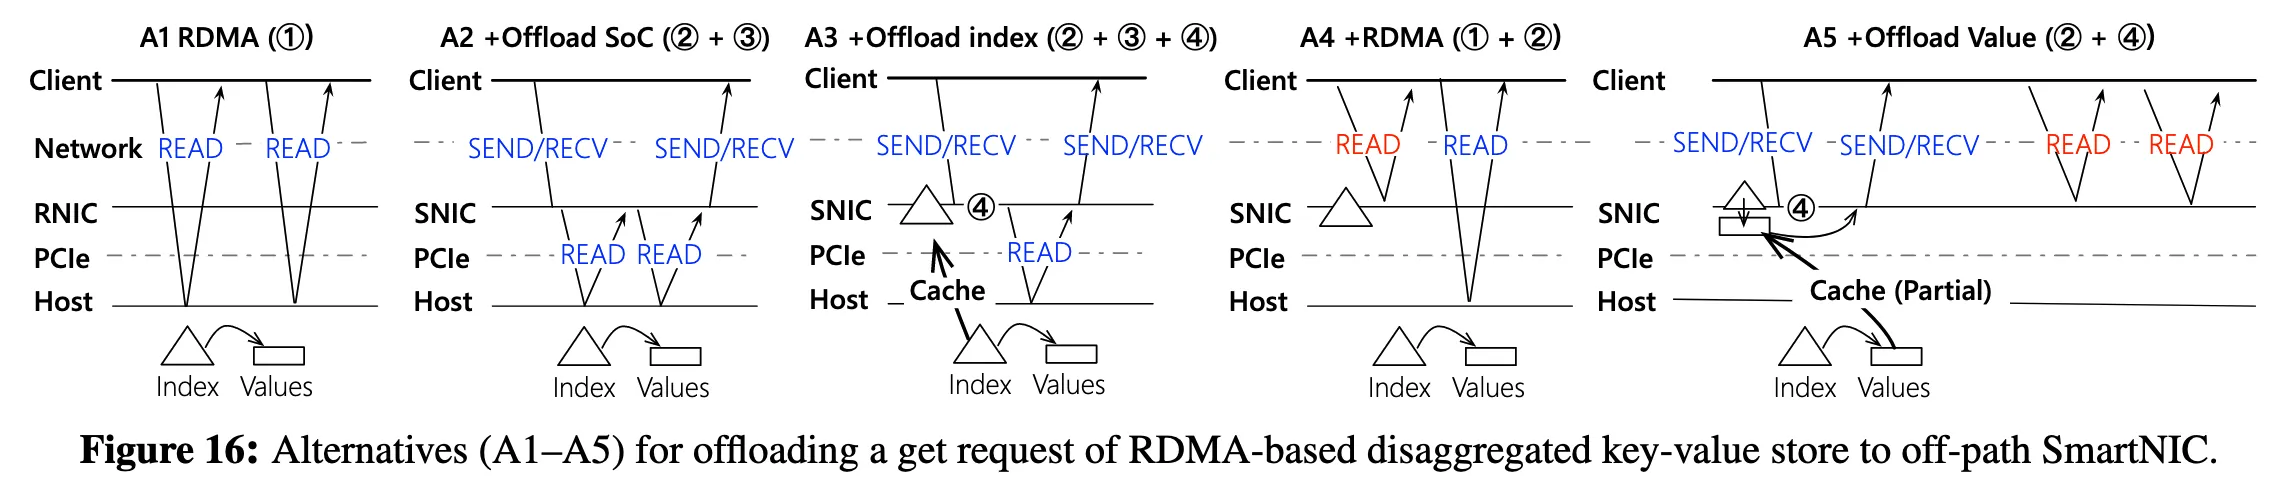 A1 RDMA (①)
Client
Network
READ
READ
RNIC
PCIe
Host
Index
Values
A2 +Offload SoC (② + ③)
Client
SEND/RECV
SEND/RECV
SNIC
PCIe
READ
READ
Host
Index
Values
A3 +Offload index (② + ③ + ④)
Client
SEND/RECV
SEND/RECV
SNIC
④
PCIe
READ
Host
Cache
Index
Values
A4 +RDMA (① + ②)
Client
READ
READ
SNIC
PCIe
Host
Index
Values
A5 +Offload Value (② + ④)
Client
SEND/RECV
SEND/RECV
READ
READ
SNIC
④
PCIe
Host
Cache (Partial)
Index
Values
Figure 16: Alternatives (A1–A5) for offloading a get request of RDMA-based disaggregated key-value store to off-path SmartNIC.